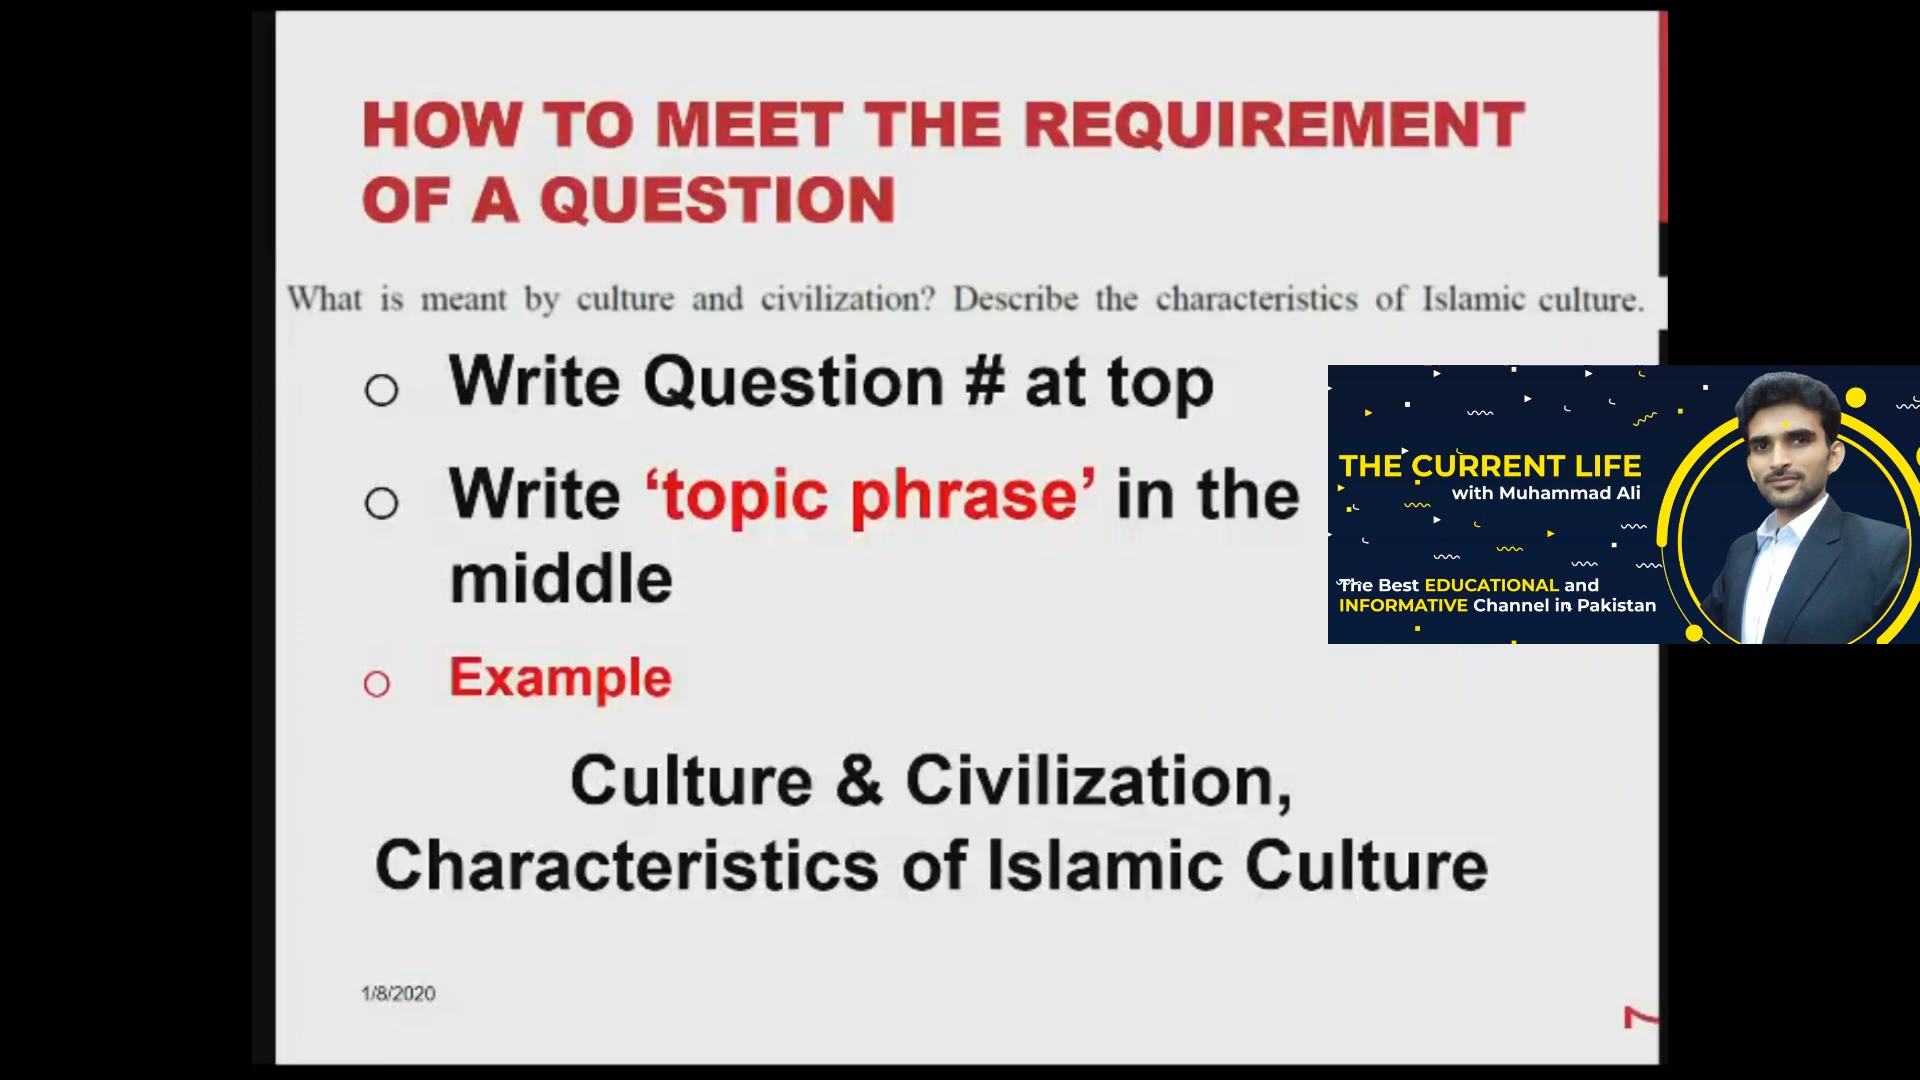 HOW TO MEET THE REQUIREMENT
OF A QUESTION
What is meant by culture and civilization? Describe the characteristics of Islamic culture.
Write Question # at top
Write ‘topic phrase’ in the
middle
Example
Culture & Civilization,
Characteristics of Islamic Culture
1/8/2020
7
THE CURRENT LIFE
with Muhammad Ali
The Best EDUCATIONAL and
INFORMATIVE Channel in Pakistan